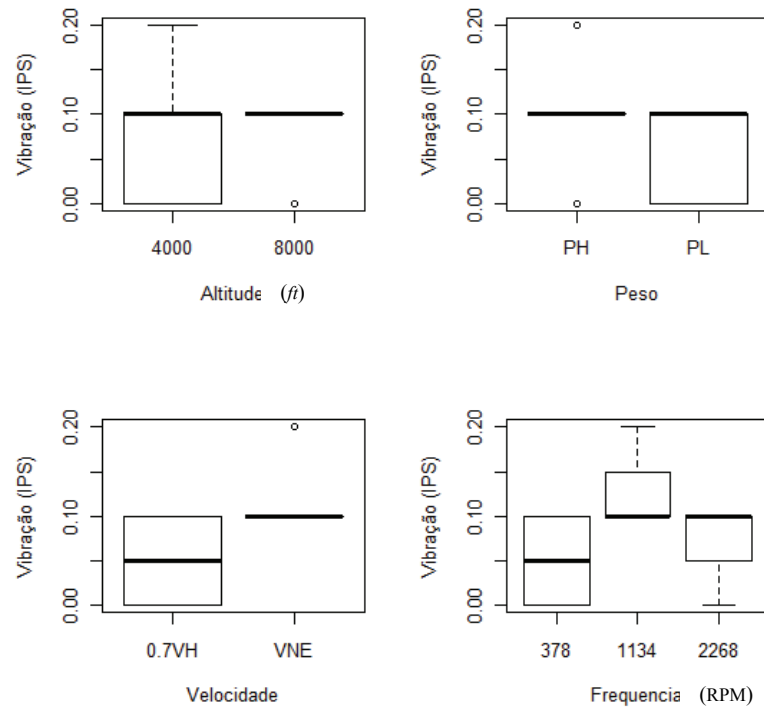 Vibração (IPS)
0.00
0.10
0.20
4000 8000
Altitude (ft)
Vibração (IPS)
0.00
0.10
0.20
PH PL
Peso
Vibração (IPS)
0.00
0.10
0.20
0.7VH VNE
Velocidade
Vibração (IPS)
0.00
0.10
0.20
378 1134 2268
Frequencia (RPM)